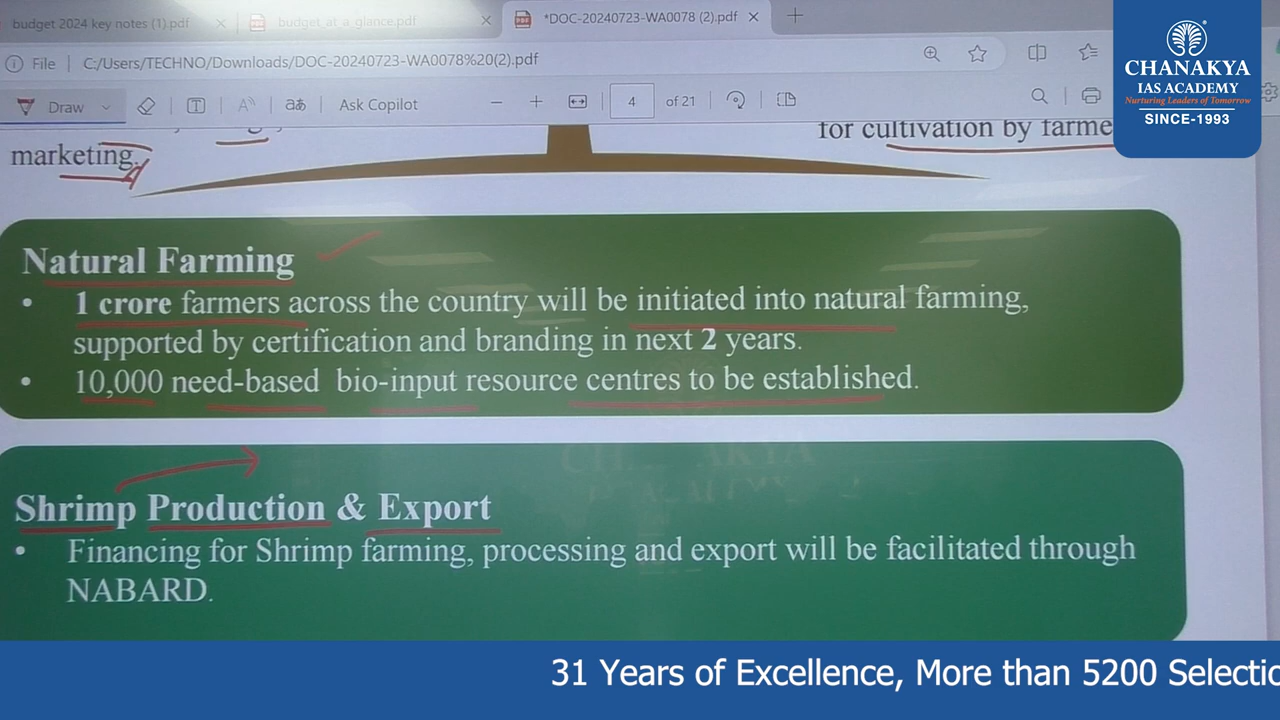 budget 2024 key notes (1).pdf
budget_at a_glance.pdf
*DOC-20240723-WA0078 (2).pdf
File | C:/Users/TECHNO/Downloads/DOC-20240723-WA0078%20(2).pdf
Draw
Ask Copilot
4 of 21
CHANAKYA
IAS ACADEMY
Nurturing Leaders of Tomorrow
SINCE-1993
for cultivation by farme
marketing.
Natural Farming
• 1 crore farmers across the country will be initiated into natural farming,
supported by certification and branding in next 2 years.
• 10,000 need-based bio-input resource centres to be established.
Shrimp Production & Export
• Financing for Shrimp farming, processing and export will be facilitated through
NABARD.
31 Years of Excellence, More than 5200 Selectio